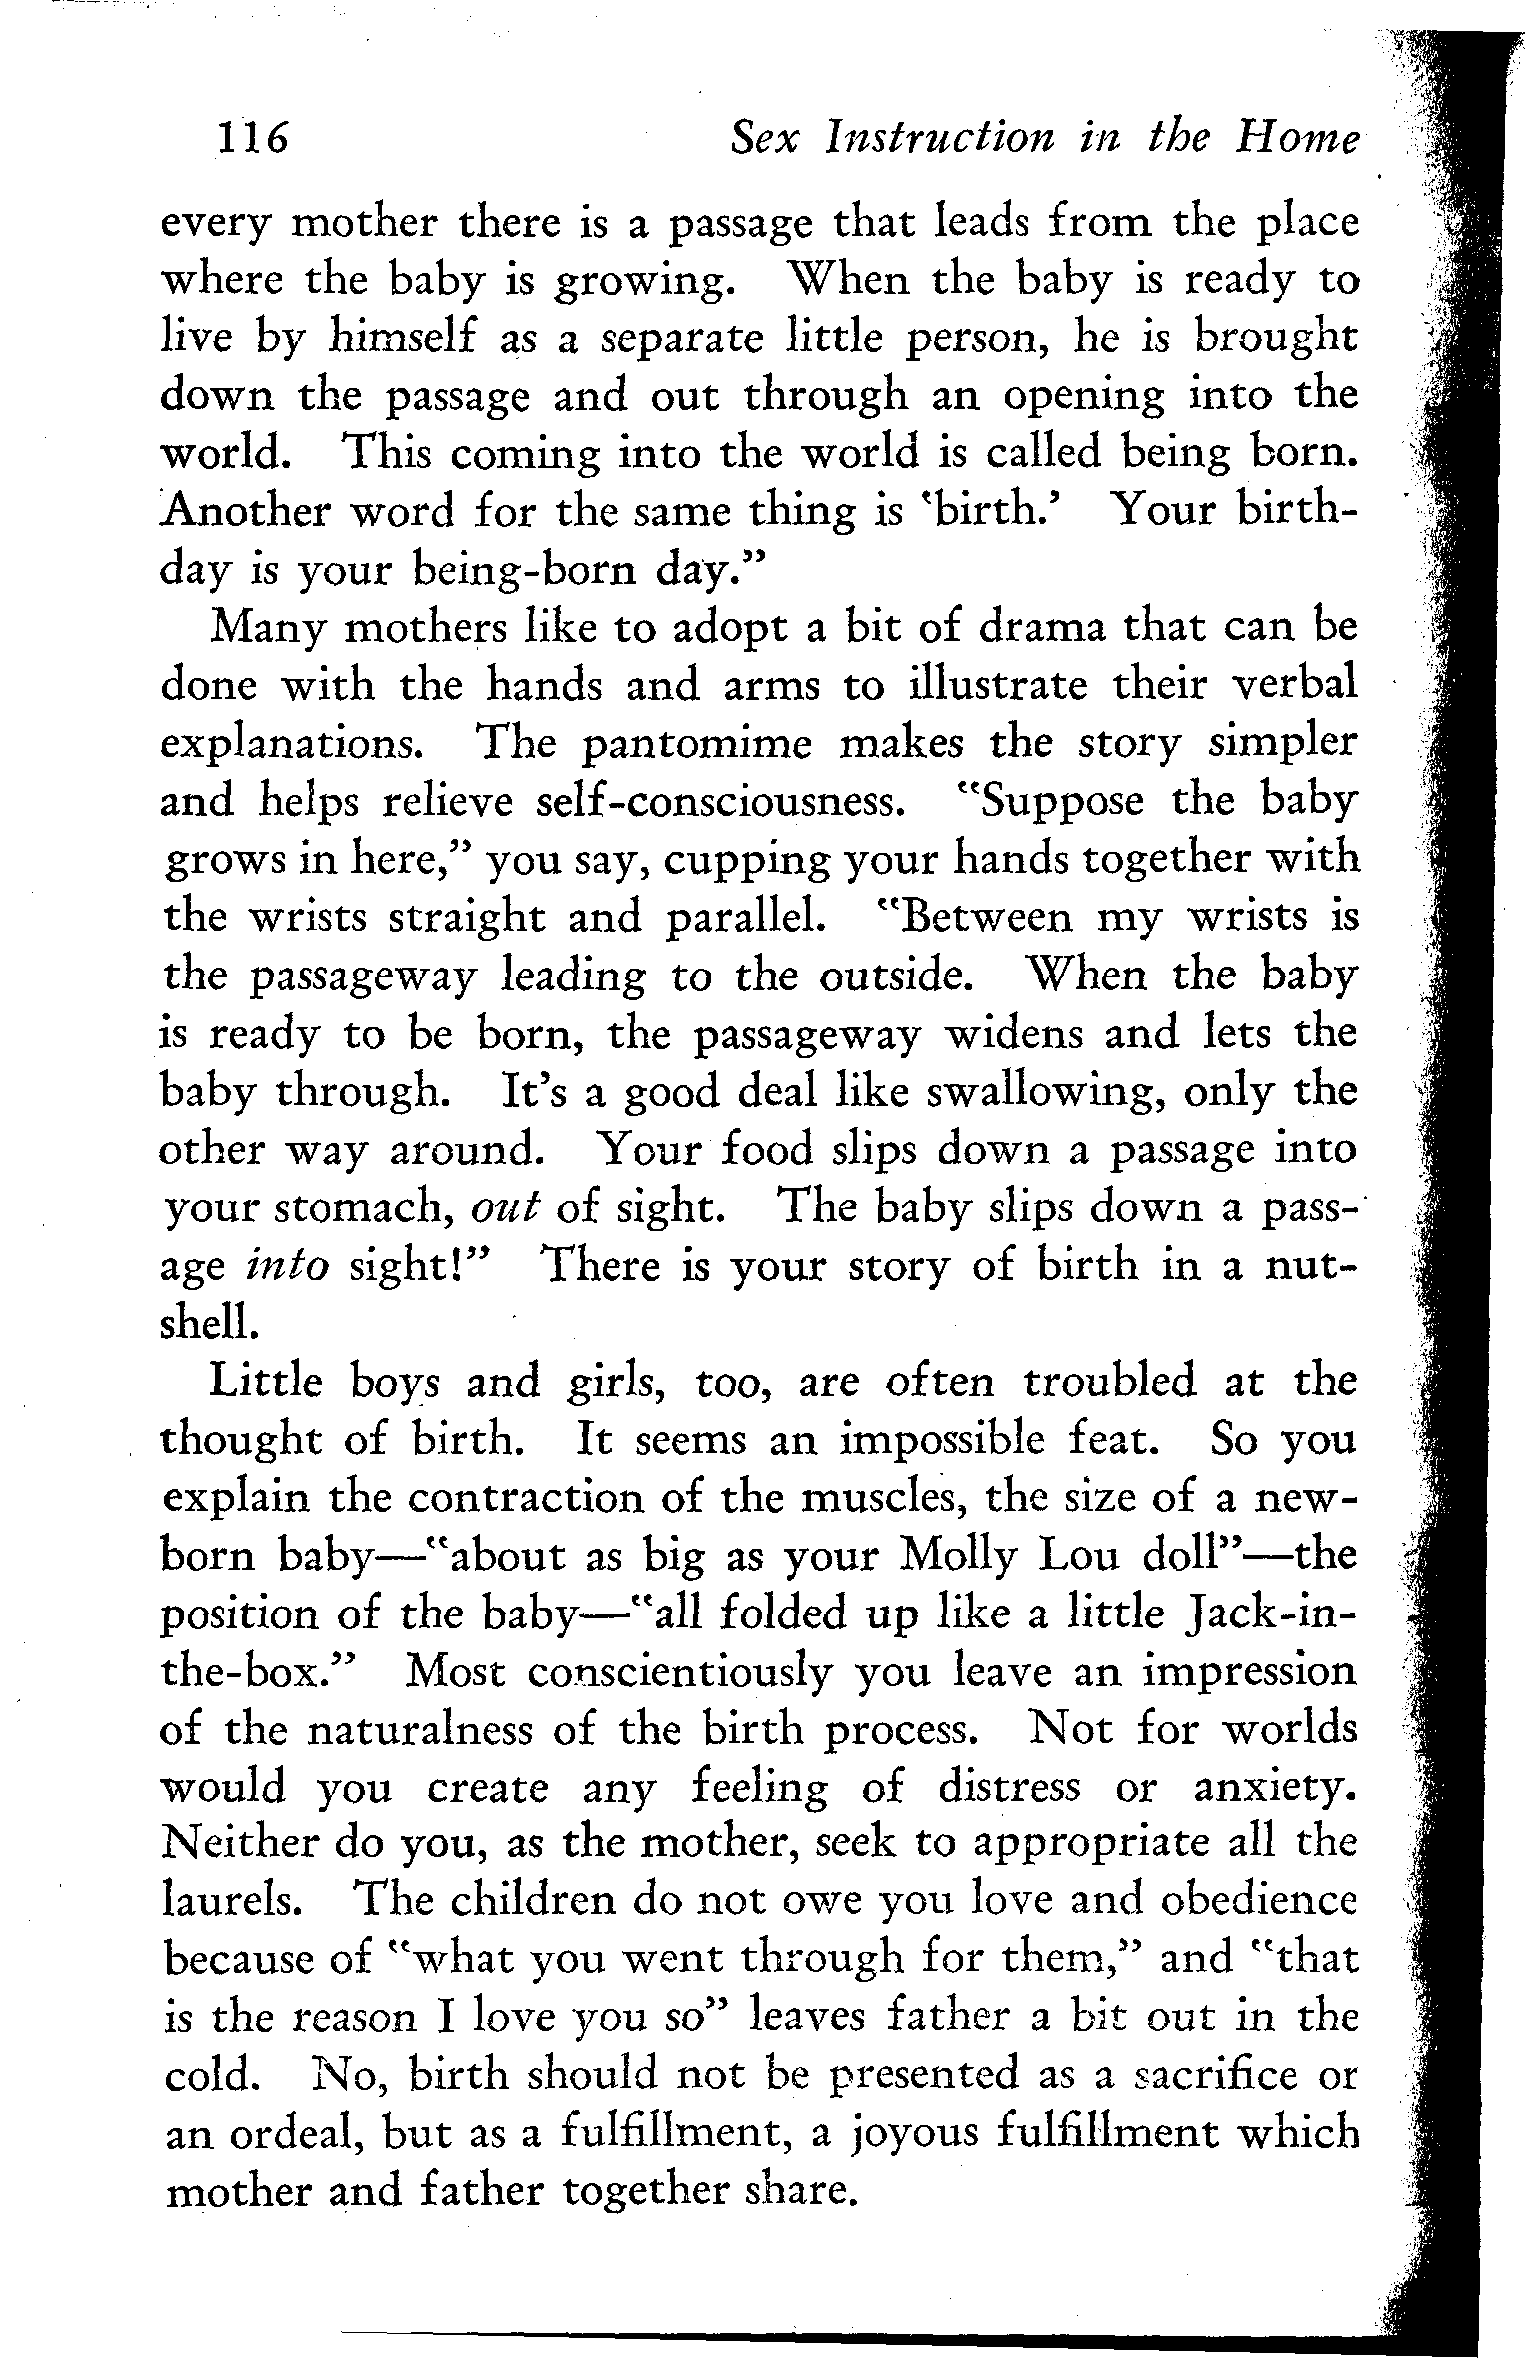 116 Sex Instruction in the Home
every mother there is a passage that leads from the place
where the baby is growing. When the baby is ready to
live by himself as a separate little person, he is brought
down the passage and out through an opening into the
world. This coming into the world is called being born.
Another word for the same thing is 'birth.' Your birth-
day is your being-born day."
Many mothers like to adopt a bit of drama that can be
done with the hands and arms to illustrate their verbal
explanations. The pantomime makes the story simpler
and helps relieve self-consciousness. "Suppose the baby
grows in here," you say, cupping your hands together with
the wrists straight and parallel. "Between my wrists is
the passageway leading to the outside. When the baby
is ready to be born, the passageway widens and lets the
baby through. It's a good deal like swallowing, only the
other way around. Your food slips down a passage into
your stomach, out of sight. The baby slips down a pass-
age into sight!" There is your story of birth in a nut-
shell.
Little boys and girls, too, are often troubled at the
thought of birth. It seems an impossible feat. So you
explain the contraction of the muscles, the size of a new-
born baby—"about as big as your Molly Lou doll"—the
position of the baby—"all folded up like a little Jack-in-
the-box." Most conscientiously you leave an impression
of the naturalness of the birth process. Not for worlds
would you create any feeling of distress or anxiety.
Neither do you, as the mother, seek to appropriate all the
laurels. The children do not owe you love and obedience
because of "what you went through for them," and "that
is the reason I love you so" leaves father a bit out in the
cold. No, birth should not be presented as a sacrifice or
an ordeal, but as a fulfillment, a joyous fulfillment which
mother and father together share.